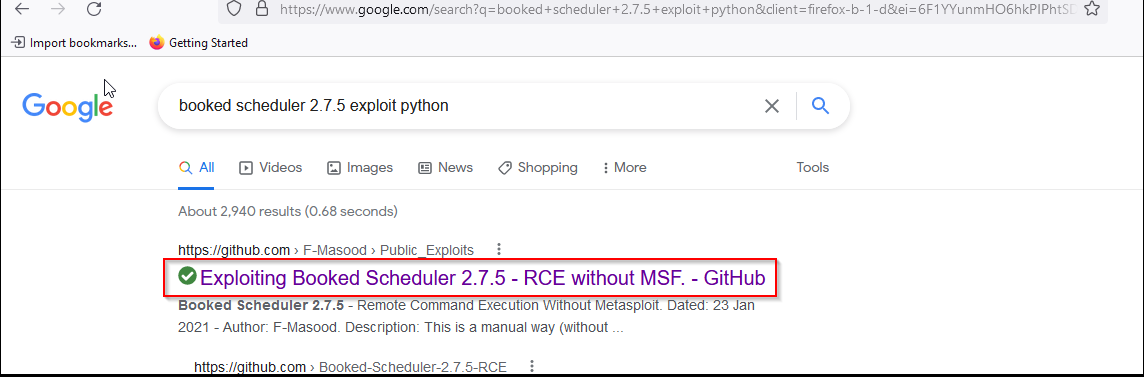 https://www.google.com/search?q=booked+scheduler+2.7.5+exploit+python&client=firefox-b-1-d&ei=6F1YYunmHO6hkPIPhtSD
Import bookmarks... Getting Started
Google booked scheduler 2.7.5 exploit python
All Videos Images News Shopping More Tools
About 2,940 results (0.68 seconds)
https://github.com › F-Masood › Public_Exploits
Exploiting Booked Scheduler 2.7.5 - RCE without MSF. - GitHub
Booked Scheduler 2.7.5 - Remote Command Execution Without Metasploit. Dated: 23 Jan
2021 - Author: F-Masood. Description: This is a manual way (without ...
https://github.com › Booked-Scheduler-2.7.5-RCE